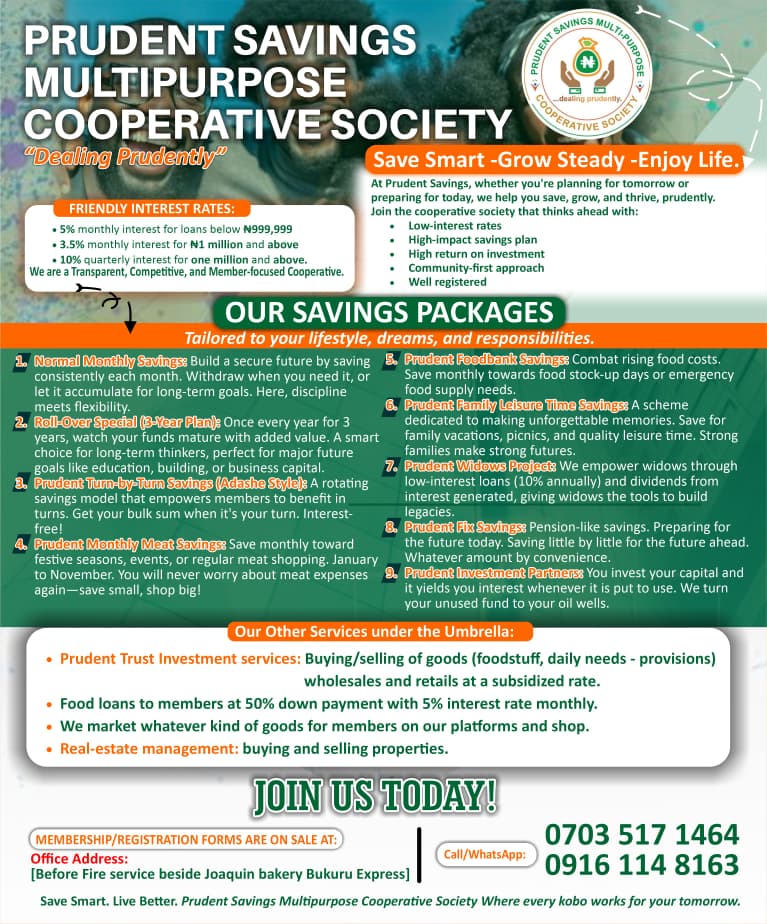 PRUDENT SAVINGS
MULTIPURPOSE
COOPERATIVE SOCIETY
"Dealing Prudently"
PRUDENT SAVINGS MULTI-PURPOSE
₦
...dealing prudently.
COOPERATIVE SOCIETY
Save Smart -Grow Steady -Enjoy Life.
At Prudent Savings, whether you're planning for tomorrow or
preparing for today, we help you save, grow, and thrive, prudently.
Join the cooperative society that thinks ahead with:
• Low-interest rates
• High-impact savings plan
• High return on investment
• Community-first approach
• Well registered
FRIENDLY INTEREST RATES:
• 5% monthly interest for loans below ₦999,999
• 3.5% monthly interest for ₦1 million and above
• 10% quarterly interest for one million and above.
We are a Transparent, Competitive, and Member-focused Cooperative.
OUR SAVINGS PACKAGES
Tailored to your lifestyle, dreams, and responsibilities.
1. Normal Monthly Savings: Build a secure future by saving
consistently each month. Withdraw when you need it, or
let it accumulate for long-term goals. Here, discipline
meets flexibility.
2. Roll-Over Special (3-Year Plan): Once every year for 3
years, watch your funds mature with added value. A smart
choice for long-term thinkers, perfect for major future
goals like education, building, or business capital.
3. Prudent Turn-by-Turn Savings (Adashe Style): A rotating
savings model that empowers members to benefit in
turns. Get your bulk sum when it's your turn. Interest-
free!
4. Prudent Monthly Meat Savings: Save monthly toward
festive seasons, events, or regular meat shopping. January
to November. You will never worry about meat expenses
again—save small, shop big!
5. Prudent Foodbank Savings: Combat rising food costs.
Save monthly towards food stock-up days or emergency
food supply needs.
6. Prudent Family Leisure Time Savings: A scheme
dedicated to making unforgettable memories. Save for
family vacations, picnics, and quality leisure time. Strong
families make strong futures.
7. Prudent Widows Project: We empower widows through
low-interest loans (10% annually) and dividends from
interest generated, giving widows the tools to build
legacies.
8. Prudent Fix Savings: Pension-like savings. Preparing for
the future today. Saving little by little for the future ahead.
Whatever amount by convenience.
9. Prudent Investment Partners: You invest your capital and
it yields you interest whenever it is put to use. We turn
your unused fund to your oil wells.
Our Other Services under the Umbrella:
• Prudent Trust Investment services: Buying/selling of goods (foodstuff, daily needs - provisions)
wholesales and retails at a subsidized rate.
• Food loans to members at 50% down payment with 5% interest rate monthly.
• We market whatever kind of goods for members on our platforms and shop.
• Real-estate management: buying and selling properties.
JOIN US TODAY!
MEMBERSHIP/REGISTRATION FORMS ARE ON SALE AT:
Office Address:
[Before Fire service beside Joaquin bakery Bukuru Express]
Call/WhatsApp:
0703 517 1464
0916 114 8163
Save Smart. Live Better. Prudent Savings Multipurpose Cooperative Society Where every kobo works for your tomorrow.